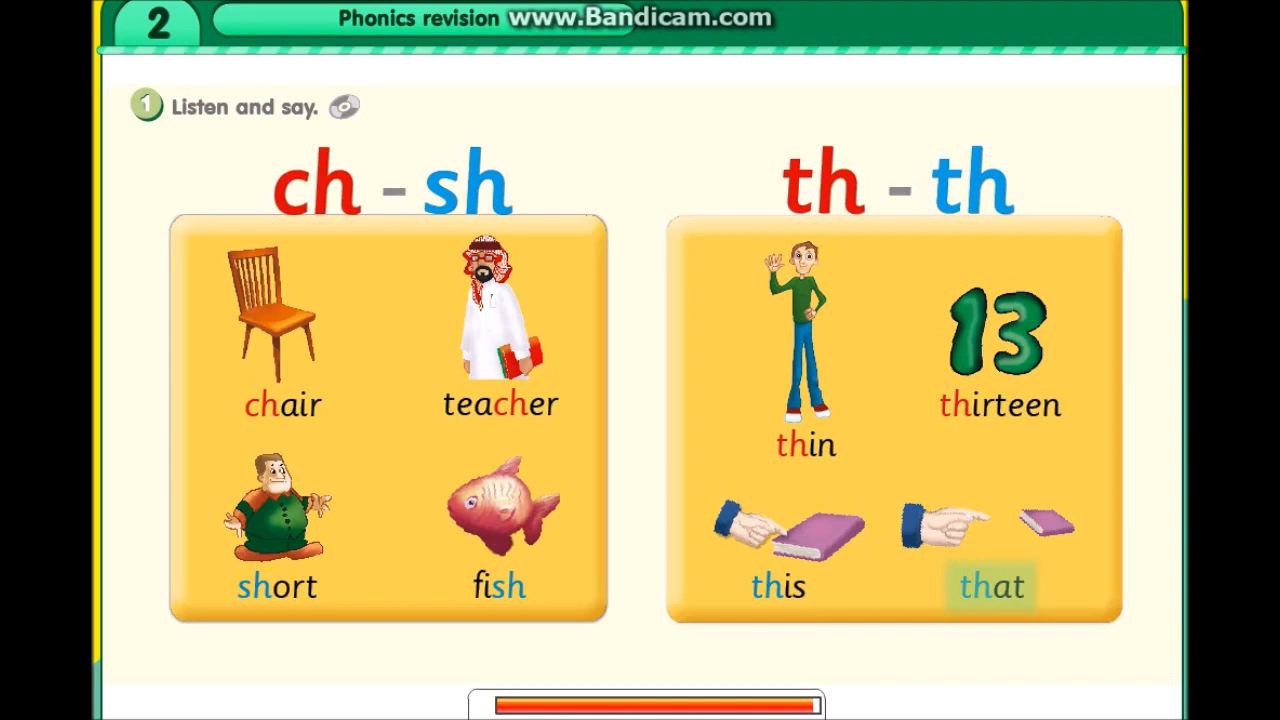 2
Phonics revision www.Bandicam.com
1 Listen and say.
ch - sh
th - th
chair
teacher
short
fish
13
thin
thirteen
this
that